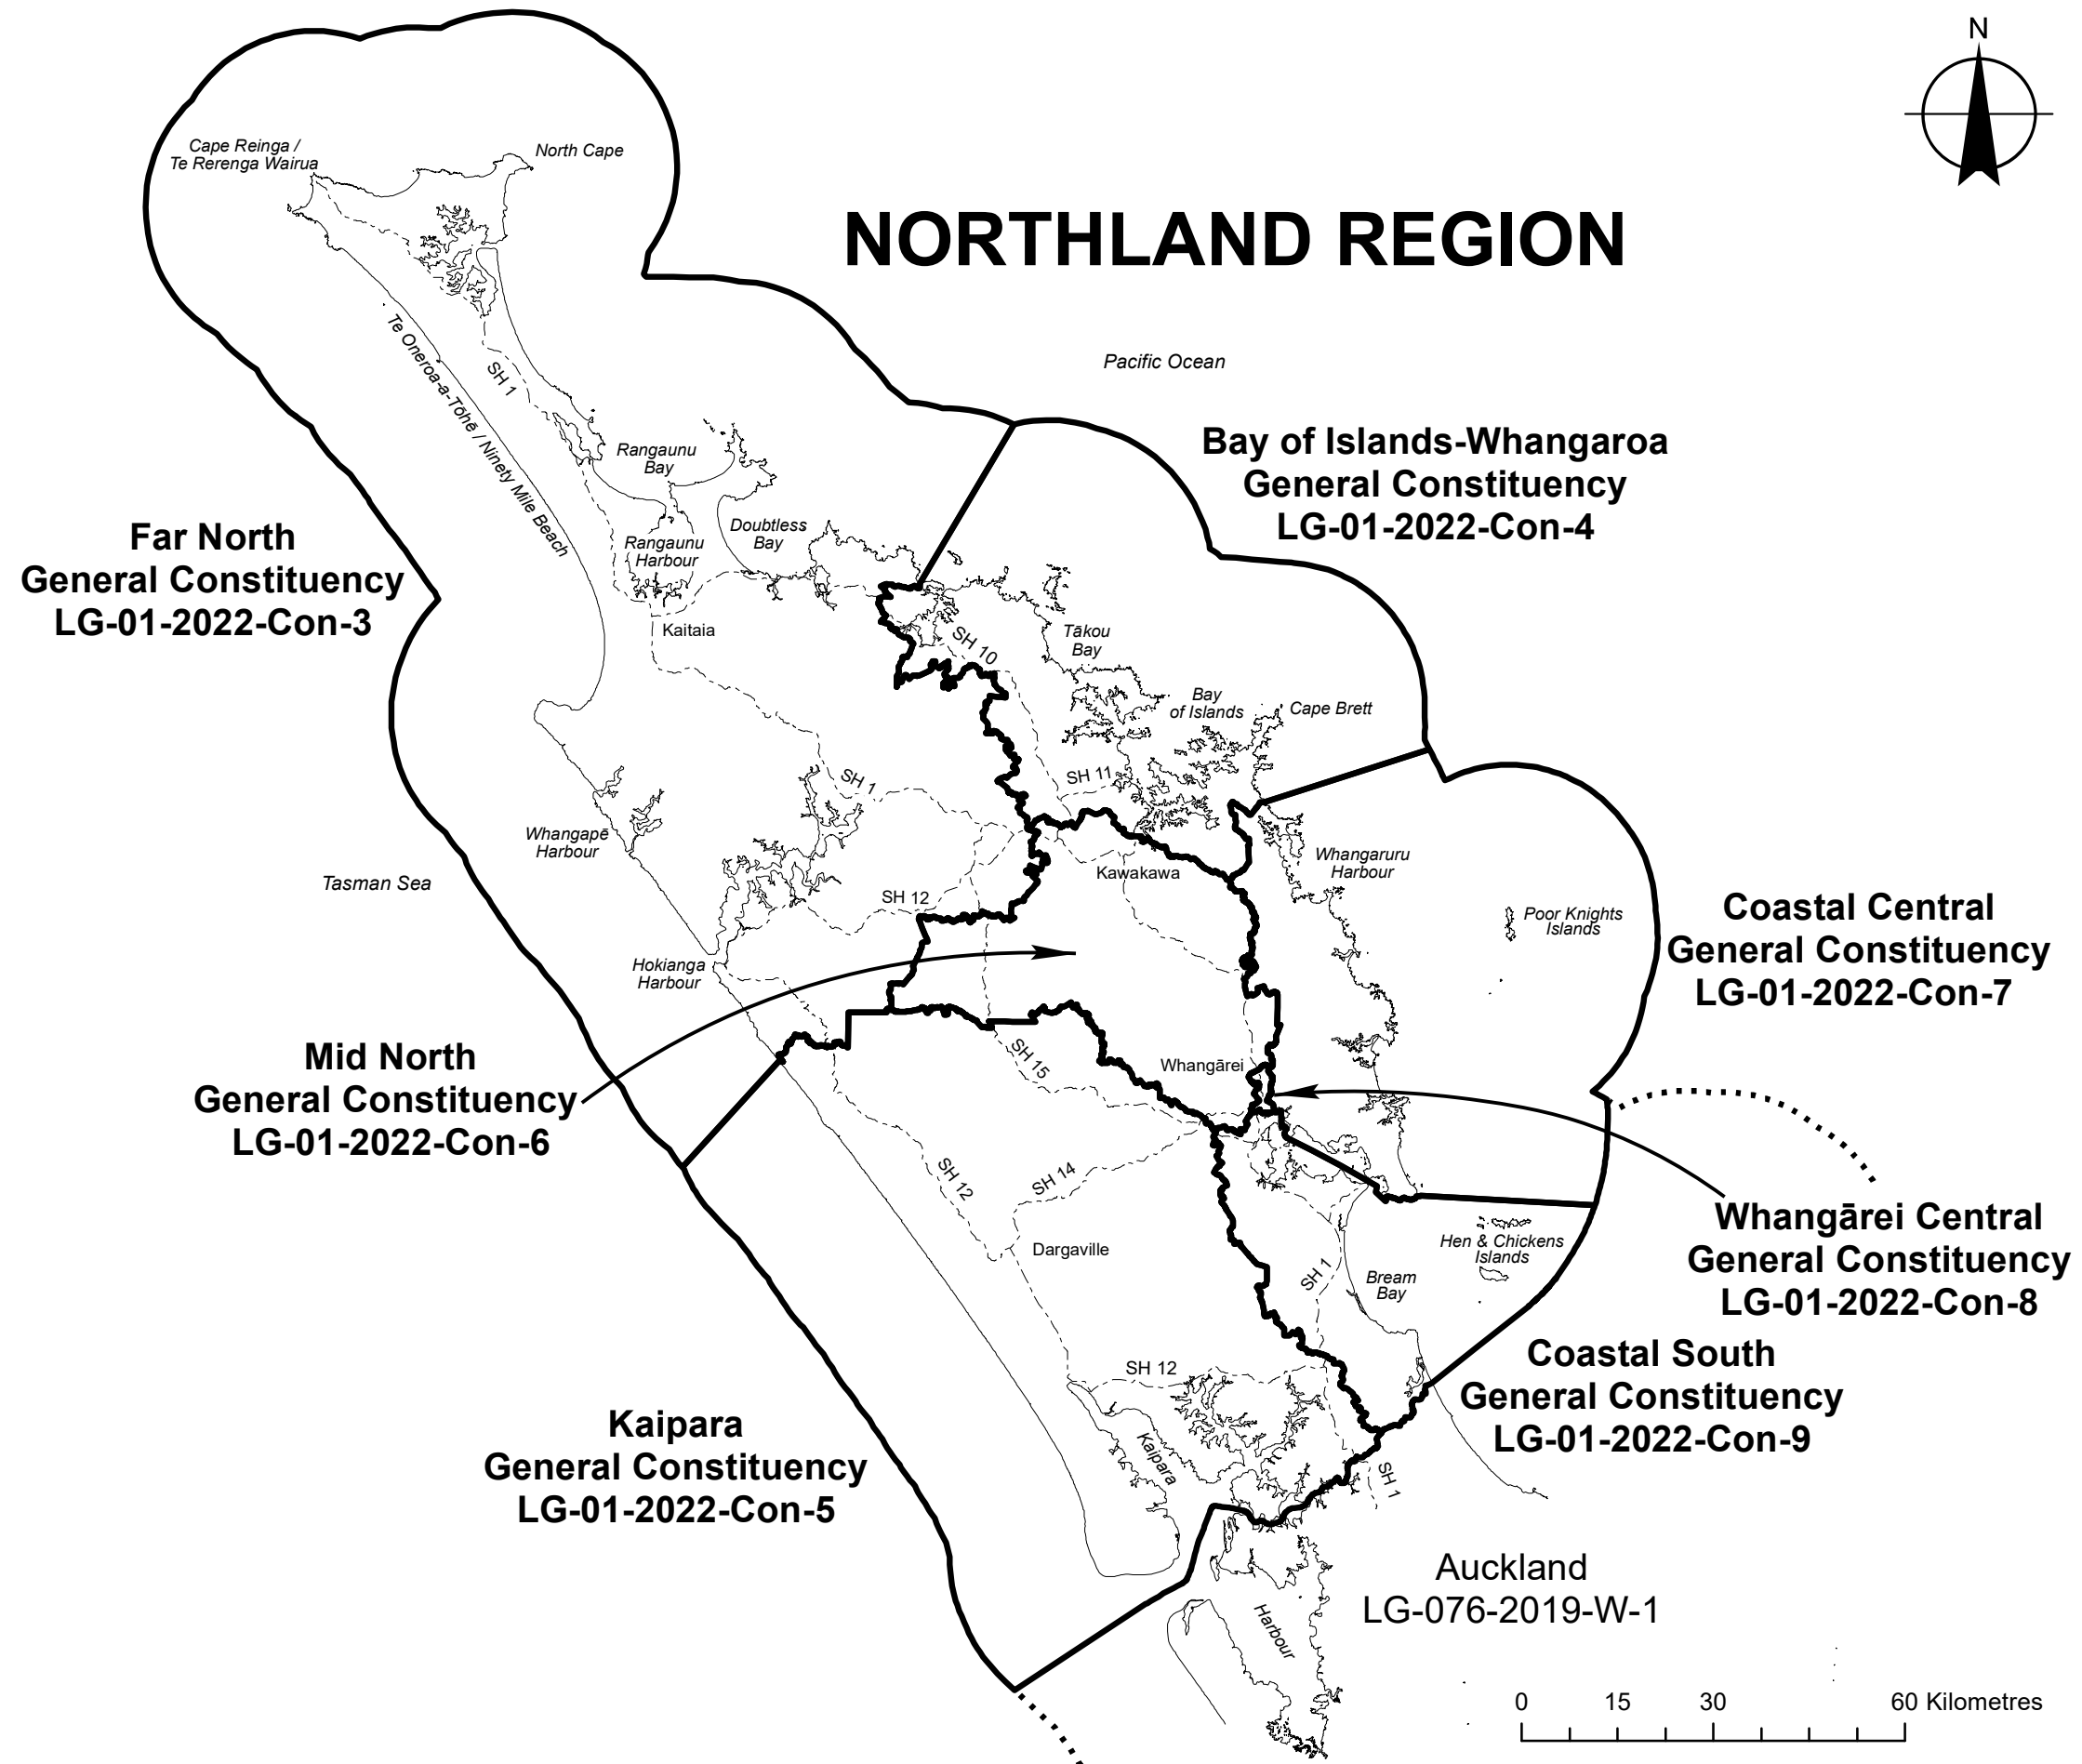 N
Cape Reinga /
Te Rerenga Wairua
North Cape
NORTHLAND REGION
Te Oneroa-a-Tōhē / Ninety Mile Beach
SH 1
Pacific Ocean
Rangaunu
Bay
Bay of Islands-Whangaroa
General Constituency
LG-01-2022-Con-4
Far North
General Constituency
LG-01-2022-Con-3
Rangaunu
Harbour
Doubtless
Bay
Kaitaia
SH 10
Tākou
Bay
Bay
of Islands
Cape Brett
SH 1
SH 11
Whangapē
Harbour
Tasman Sea
SH 12
Kawakawa
Whangaruru
Harbour
Poor Knights
Islands
Coastal Central
General Constituency
LG-01-2022-Con-7
Hokianga
Harbour
Mid North
General Constituency
LG-01-2022-Con-6
SH 15
Whangārei
SH 12
SH 14
Dargaville
Hen & Chickens
Islands
Whangārei Central
General Constituency
LG-01-2022-Con-8
SH 1
Bream
Bay
Coastal South
General Constituency
LG-01-2022-Con-9
SH 12
Kaipara
General Constituency
LG-01-2022-Con-5
Kaipara
SH 1
Harbour
Auckland
LG-076-2019-W-1
0 15 30 60 Kilometres